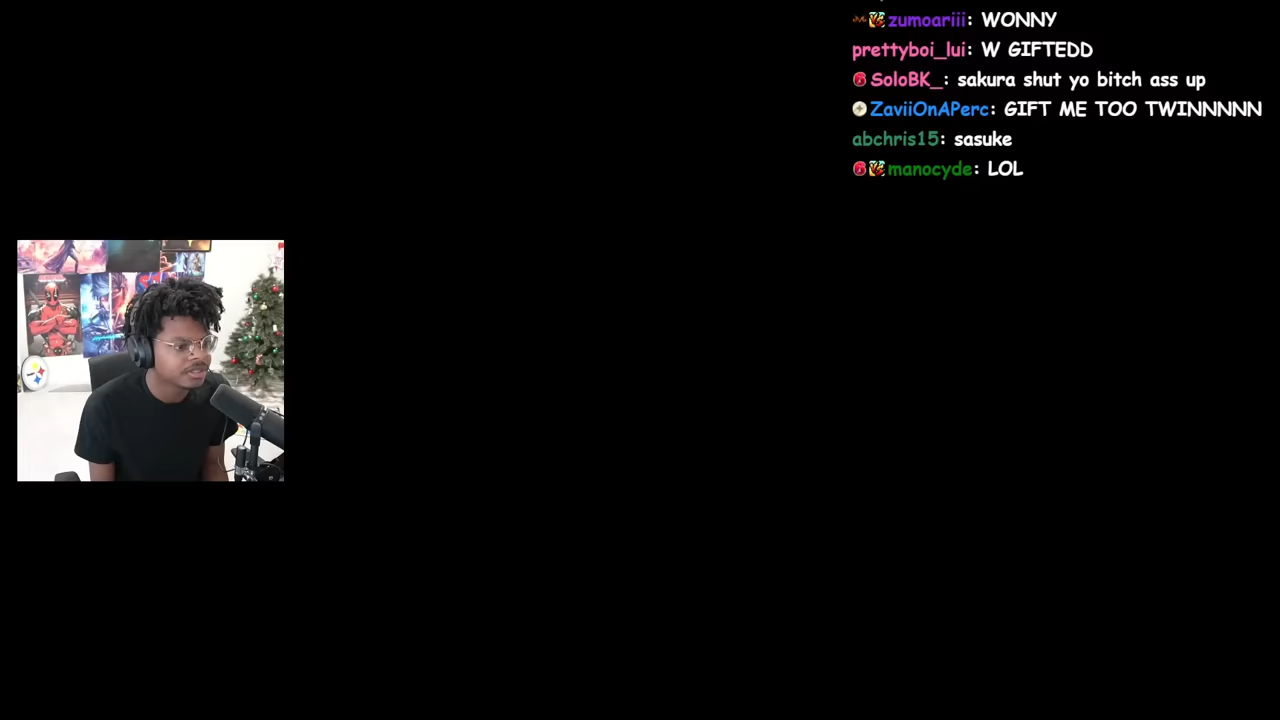 zumoariii: WONNY
prettyboi_lui: W GIFTEDD
SoloBK_: sakura shut yo bitch ass up
ZaviiOnAPerc: GIFT ME TOO TWINNNNN
abchris15: sasuke
manocyde: LOL